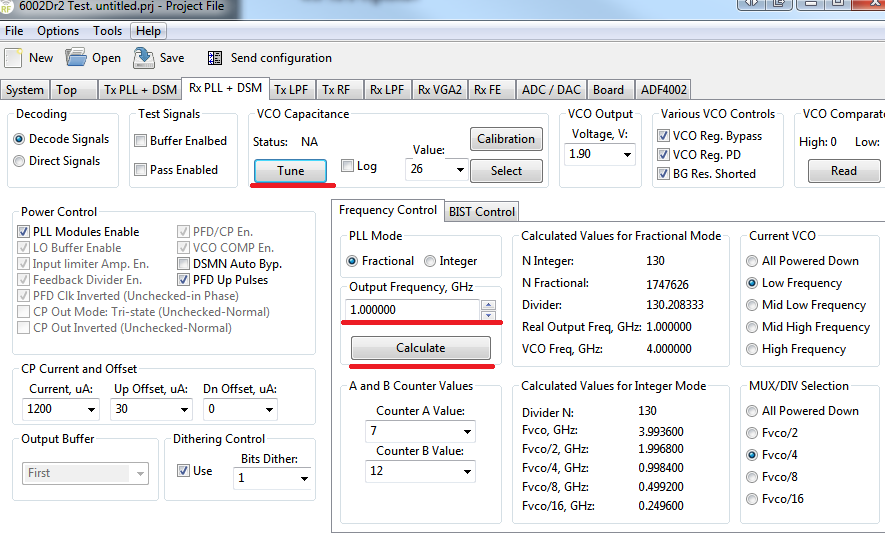 6002Dr2 Test. untitled.prj - Project File
File Options Tools Help
New Open Save Send configuration
System Top Tx PLL + DSM Rx PLL + DSM Tx LPF Tx RF Rx LPF Rx VGA2 Rx FE ADC / DAC Board ADF4002
Decoding
Decode Signals
Direct Signals
Test Signals
Buffer Enalbed
Pass Enabled
VCO Capacitance
Status: NA
Tune
Log
Value:
26
Calibration
Select
VCO Output
Voltage, V:
1.90
Various VCO Controls
VCO Reg. Bypass
VCO Reg. PD
BG Res. Shorted
VCO Comparato
High: 0 Low:
Read
Power Control
PLL Modules Enable
LO Buffer Enable
Input limiter Amp. En.
Feedback Divider En.
PFD Clk Inverted (Unchecked-in Phase)
CP Out Mode: Tri-state (Unchecked-Normal)
CP Out Inverted (Unchecked-Normal)
PFD/CP En.
VCO COMP En.
DSMN Auto Byp.
PFD Up Pulses
CP Current and Offset
Current, uA:
1200
Up Offset, uA:
30
Dn Offset, uA:
0
Output Buffer
First
Dithering Control
Use
Bits Dither:
1
Frequency Control BIST Control
PLL Mode
Fractional Integer
Output Frequency, GHz
1.000000
Calculate
A and B Counter Values
Counter A Value:
7
Counter B Value:
12
Calculated Values for Fractional Mode
N Integer: 130
N Fractional: 1747626
Divider: 130.208333
Real Output Freq, GHz: 1.000000
VCO Freq, GHz: 4.000000
Calculated Values for Integer Mode
Divider N: 130
Fvco, GHz: 3.993600
Fvco/2, GHz: 1.996800
Fvco/4, GHz: 0.998400
Fvco/8, GHz: 0.499200
Fvco/16, GHz: 0.249600
Current VCO
All Powered Down
Low Frequency
Mid Low Frequency
Mid High Frequency
High Frequency
MUX/DIV Selection
All Powered Down
Fvco/2
Fvco/4
Fvco/8
Fvco/16